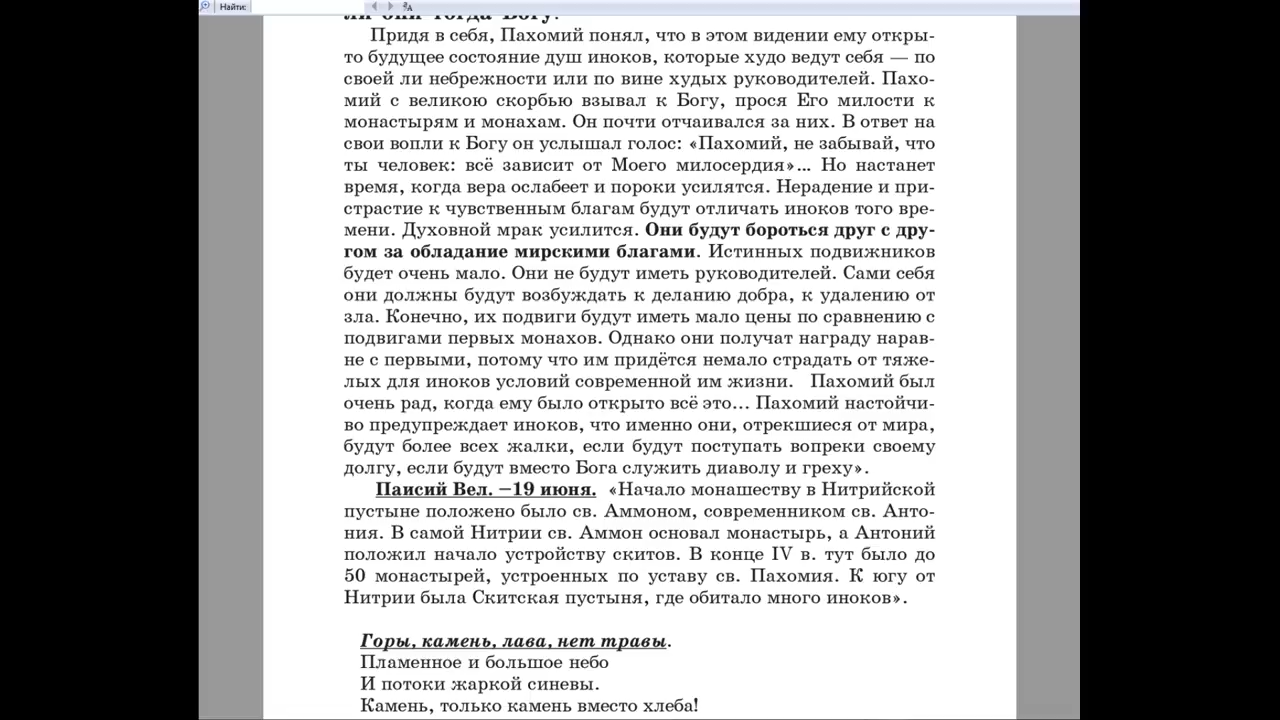 Найти:
ли они тогда Богу.
Придя в себя, Пахомий понял, что в этом видении ему откры-
то будущее состояние душ иноков, которые худо ведут себя — по
своей ли небрежности или по вине худых руководителей. Пахо-
мий с великою скорбью взывал к Богу, прося Его милости к
монастырям и монахам. Он почти отчаивался за них. В ответ на
свои вопли к Богу он услышал голос: «Пахомий, не забывай, что
ты человек: всё зависит от Моего милосердия»... Но настанет
время, когда вера ослабеет и пороки усилятся. Нерадение и при-
страстие к чувственным благам будут отличать иноков того вре-
мени. Духовной мрак усилится. Они будут бороться друг с дру-
гом за обладание мирскими благами. Истинных подвижников
будет очень мало. Они не будут иметь руководителей. Сами себя
они должны будут возбуждать к деланию добра, к удалению от
зла. Конечно, их подвиги будут иметь мало цены по сравнению с
подвигами первых монахов. Однако они получат награду нарав-
не с первыми, потому что им придётся немало страдать от тяже-
лых для иноков условий современной им жизни. Пахомий был
очень рад, когда ему было открыто всё это... Пахомий настойчи-
во предупреждает иноков, что именно они, отрекшиеся от мира,
будут более всех жалки, если будут поступать вопреки своему
долгу, если будут вместо Бога служить диаволу и греху».
Паисий Вел. –19 июня. «Начало монашеству в Нитрийской
пустыне положено было св. Аммоном, современником св. Анто-
ния. В самой Нитрии св. Аммон основал монастырь, а Антоний
положил начало устройству скитов. В конце IV в. тут было до
50 монастырей, устроенных по уставу св. Пахомия. К югу от
Нитрии была Скитская пустыня, где обитало много иноков».
Горы, камень, лава, нет травы.
Пламенное и большое небо
И потоки жаркой синевы.
Камень, только камень вместо хлеба!